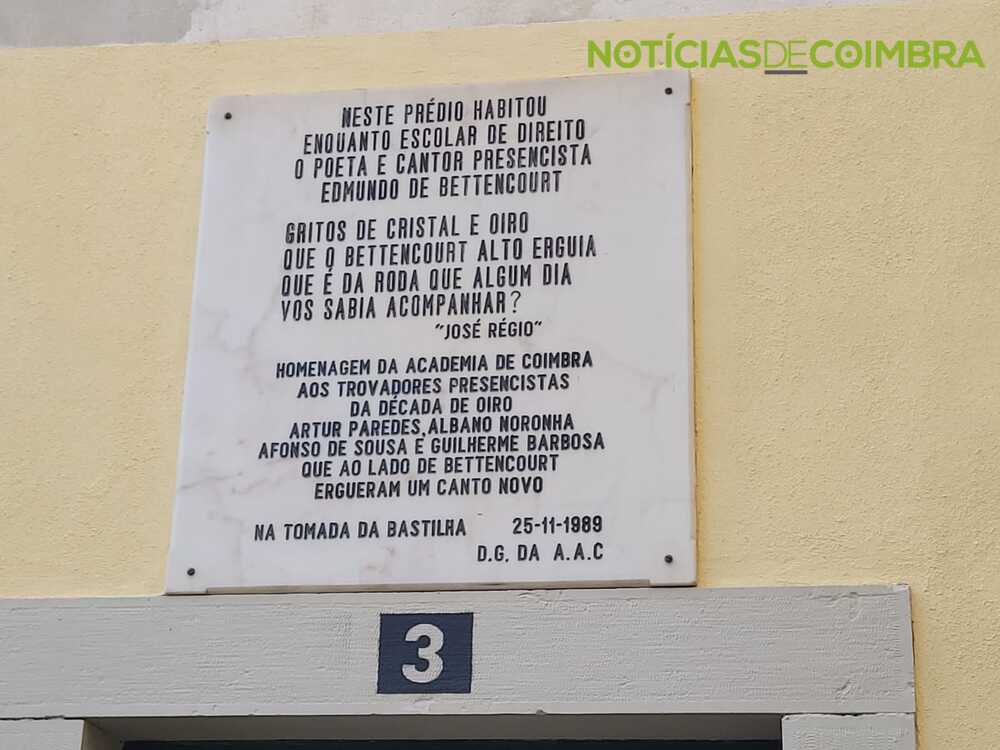 NOTÍCIASDECOIMBRA
NESTE PRÉDIO HABITOU
ENQUANTO ESCOLAR DE DIREITO
O POETA E CANTOR PRESENCISTA
EDMUNDO DE BETTENCOURT
GRITOS DE CRISTAL E OIRO
QUE O BETTENCOURT ALTO ERGUIA
QUE É DA RODA QUE ALGUM DIA
VOS SABIA ACOMPANHAR?
"JOSÉ RÉGIO"
HOMENAGEM DA ACADEMIA DE COIMBRA
AOS TROVADORES PRESENCISTAS
DA DÉCADA DE OIRO
ARTUR PAREDES, ALBANO NORONHA
AFONSO DE SOUSA E GUILHERME BARBOSA
QUE AO LADO DE BETTENCOURT
ERGUERAM UM CANTO NOVO
NA TOMADA DA BASTILHA 25-11-1989
D.G. DA A.A.C
3